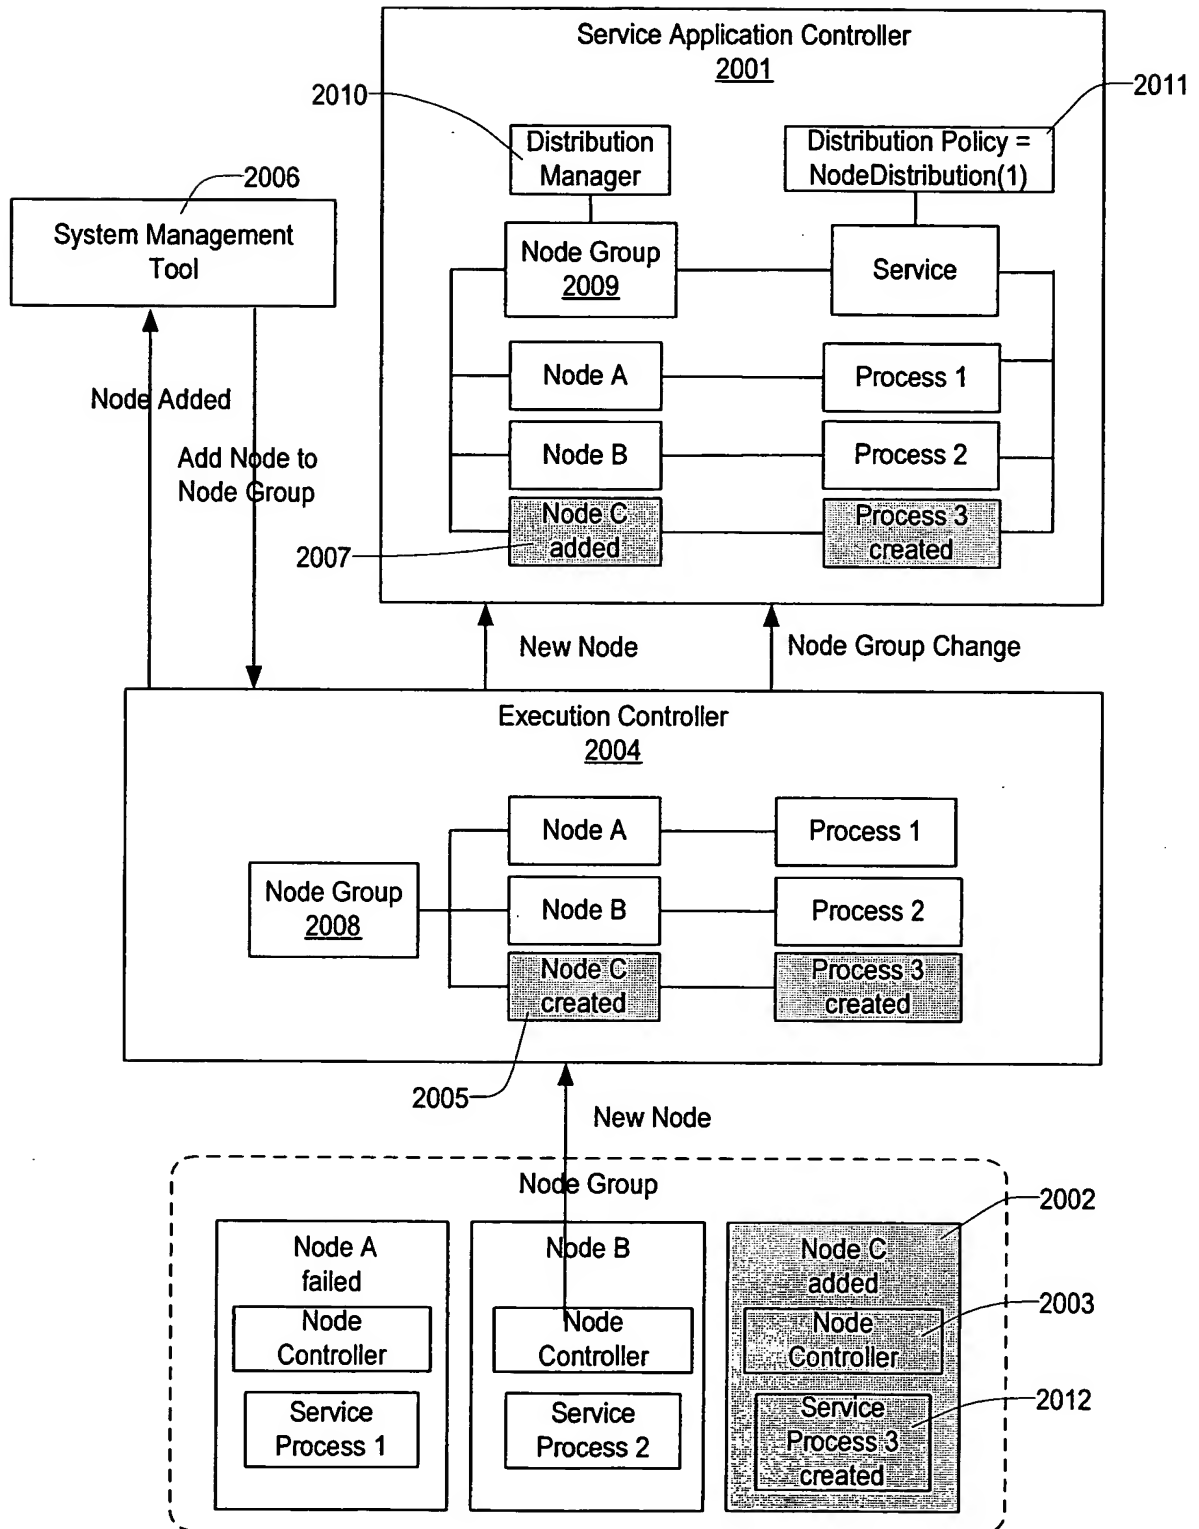 Service Application Controller
2001
2010
2011
Distribution
Manager
Distribution Policy =
NodeDistribution(1)
2006
System Management
Tool
Node Group
2009
Service
Node A
Process 1
Node Added
Node B
Process 2
Add Node to
Node Group
Node C
added
Process 3
created
2007
New Node
Node Group Change
Execution Controller
2004
Node A
Process 1
Node Group
2008
Node B
Process 2
Node C
created
Process 3
created
2005
New Node
Node Group
2002
Node A
failed
Node B
Node C
added
2003
Node
Controller
Node
Controller
Node
Controller
2012
Service
Process 1
Service
Process 2
Service
Process 3
created